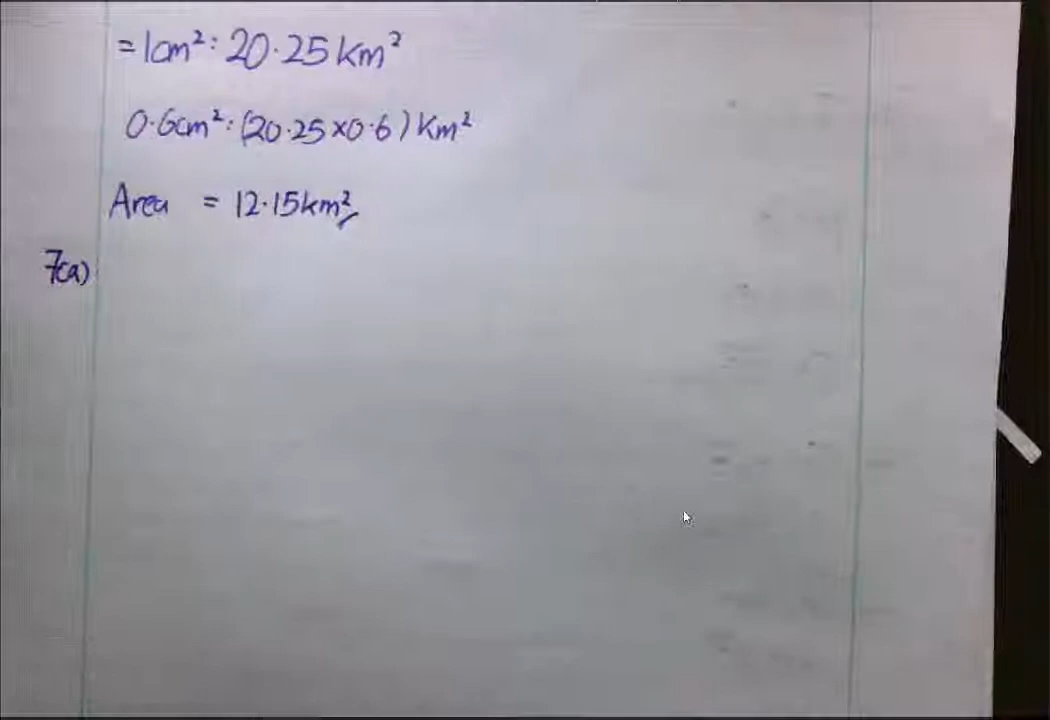 = 1cm² : 20.25 km²
0.6cm² : (20.25 x 0.6) km²
Area = 12.15km²
7(a)